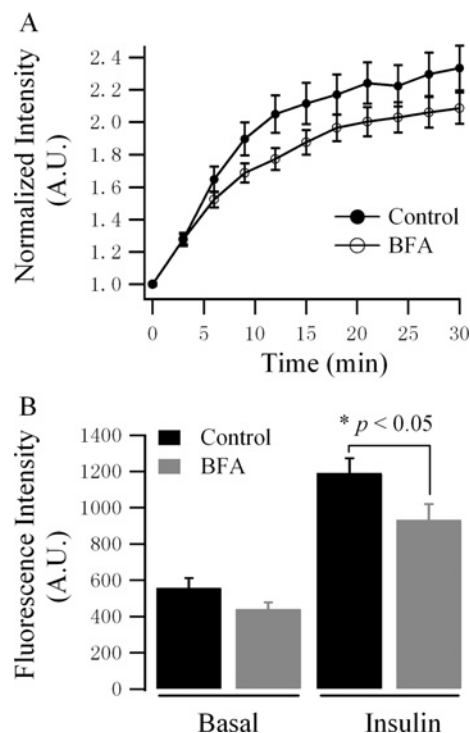 A
Normalized Intensity
(A.U.)
2.4
2.2
2.0
1.8
1.6
1.4
1.2
1.0
Control
BFA
0 5 10 15 20 25 30
Time (min)
B
Fluorescence Intensity
(A.U.)
1400
1200
1000
800
600
400
200
0
Control
BFA
* p < 0.05
Basal Insulin